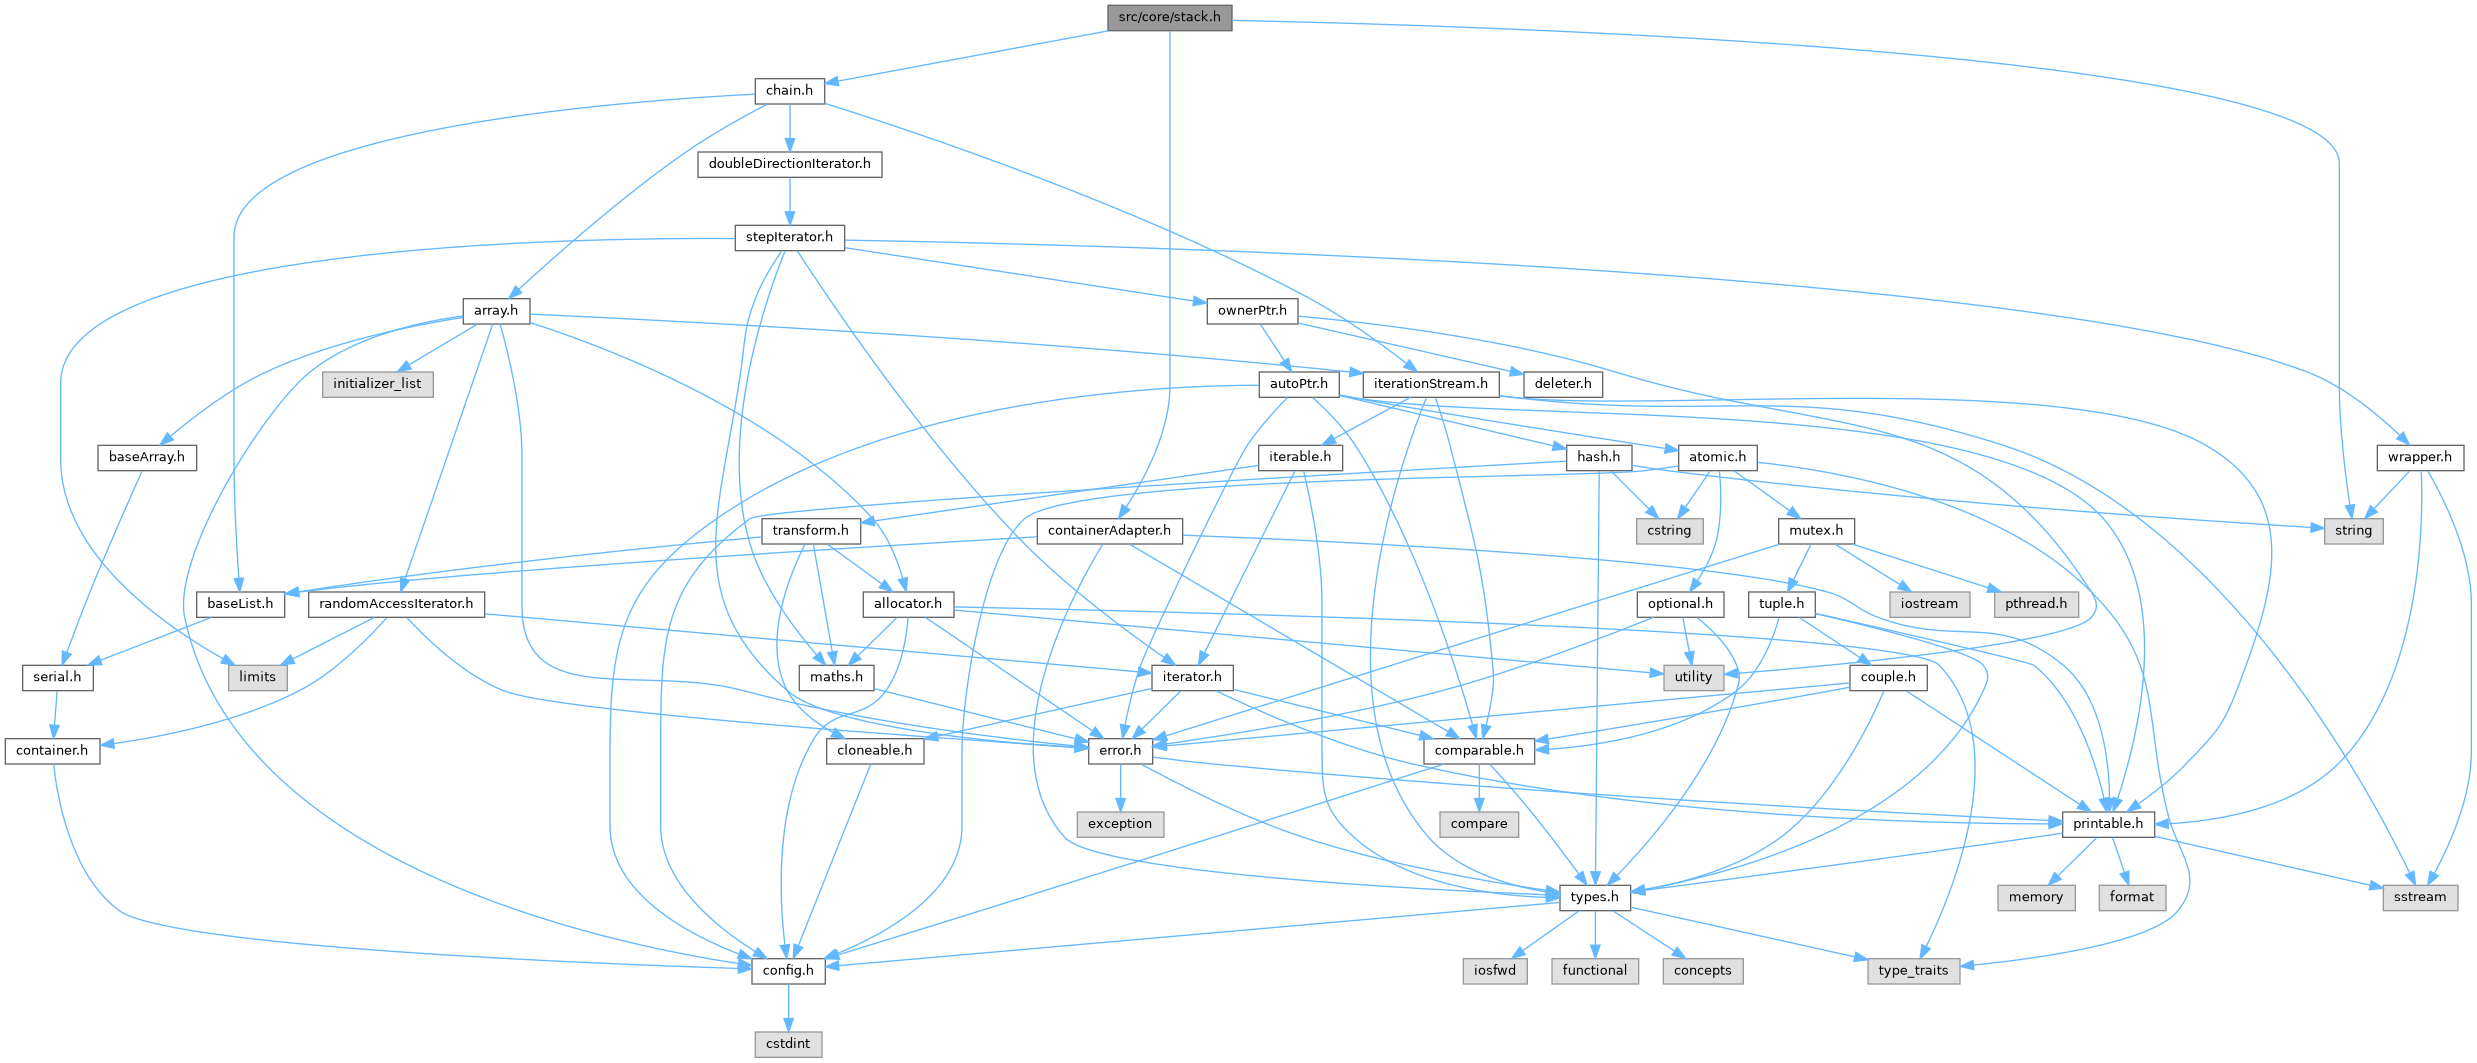 src/core/stack.h
chain.h
doubleDirectionIterator.h
stepIterator.h
array.h
ownerPtr.h
initializer_list
autoPtr.h
iterationStream.h
deleter.h
baseArray.h
iterable.h
hash.h
atomic.h
wrapper.h
transform.h
containerAdapter.h
cstring
mutex.h
string
baseList.h
randomAccessIterator.h
allocator.h
optional.h
tuple.h
iostream
pthread.h
serial.h
limits
maths.h
iterator.h
utility
couple.h
container.h
cloneable.h
error.h
comparable.h
exception
compare
printable.h
types.h
memory
format
sstream
config.h
iosfwd
functional
concepts
type_traits
cstdint